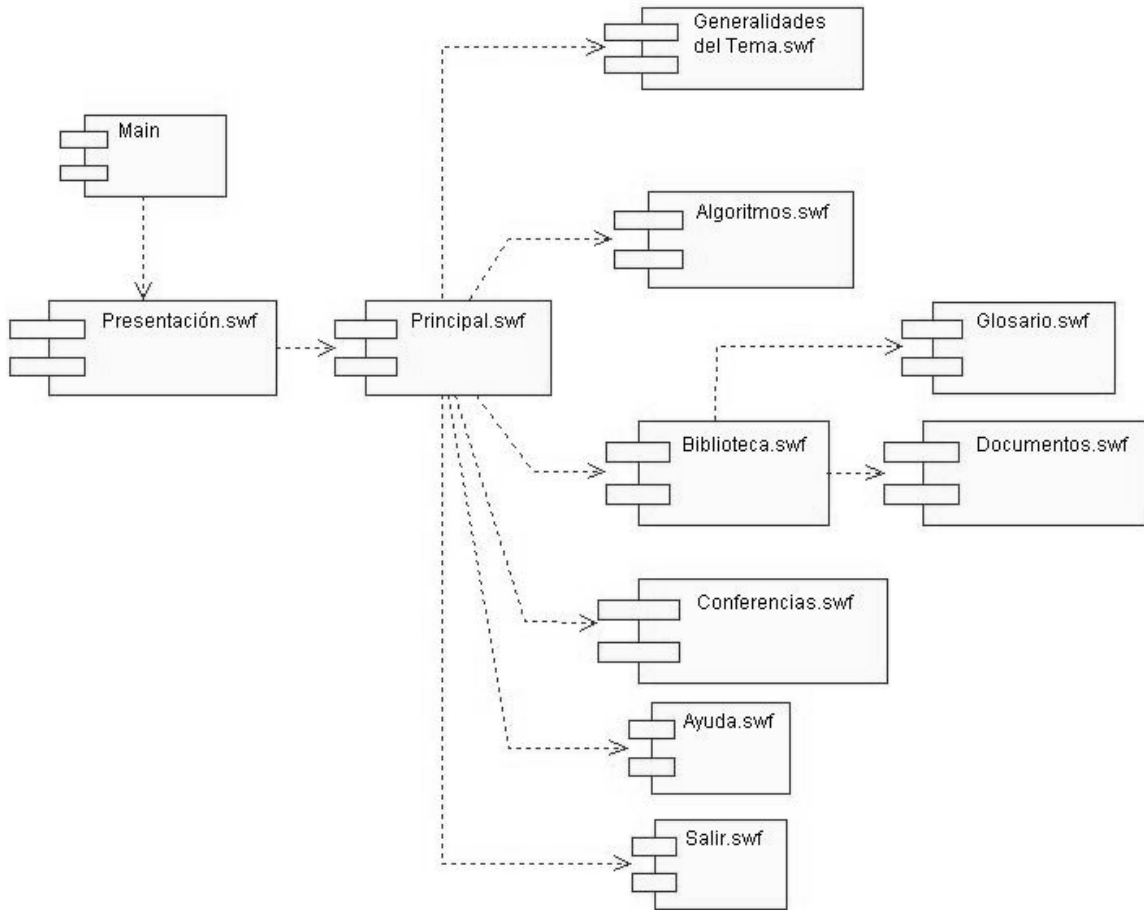 Generalidades
del Tema.swf
Main
Algoritmos.swf
Presentación.swf
Principal.swf
Glosario.swf
Biblioteca.swf
Documentos.swf
Conferencias.swf
Ayuda.swf
Salir.swf